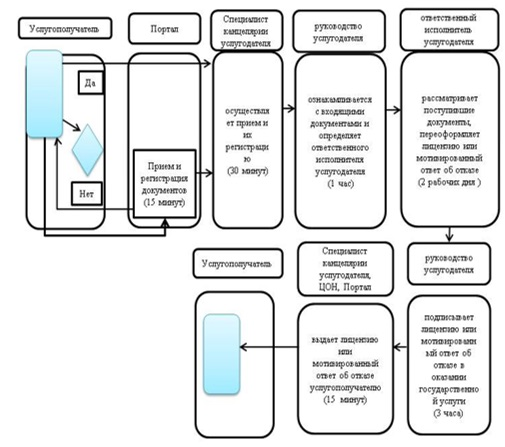 Услугополучатель
Портал
Специалист
канцелярии
услугодателя
руководство
услугодателя
ответственный
исполнитель
услугодателя
Да
Нет
Прием и
регистрация
документов
(15 минут)
осуществля
ет прием и
их
регистраци
ю
(30 минут)
ознакамливается
с входящими
документами и
определяет
ответственного
исполнителя
услугодателя
(1 час)
рассматривает
поступившие
документы,
переоформляет
лицензию или
мотивированный
ответ об отказе
(2 рабочих дня )
Услугополучатель
Специалист
канцелярии
услугодателя,
ЦОН, Портал
руководство
услугодателя
выдает лицензию
или
мотивированный
ответ об отказе
услугополучателю
(15 минут)
подписывает
лицензию или
мотивированн
ый ответ об
отказе в
оказании
государственно
й услуги
(3 часа)